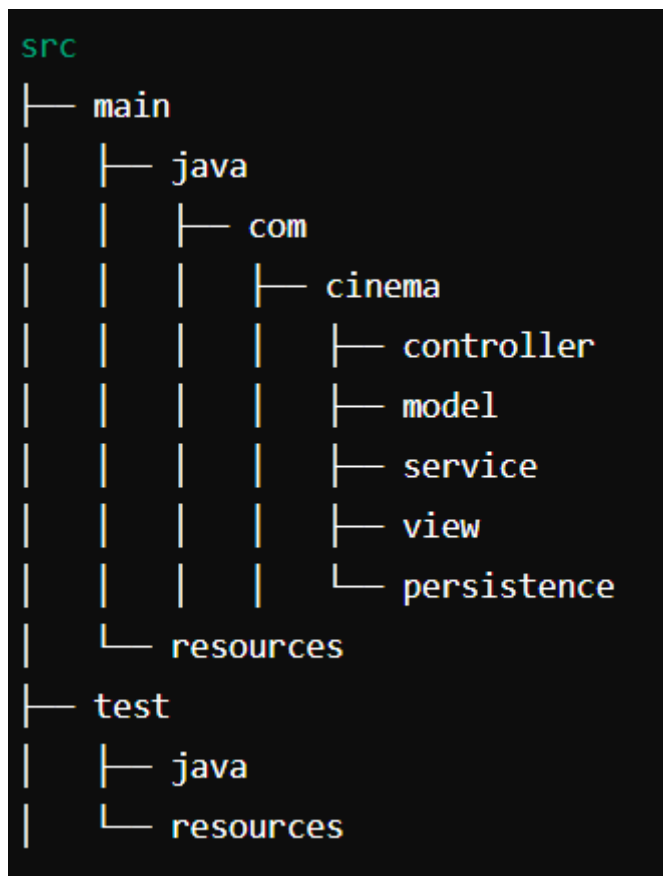 src
├── main
│   ├── java
│   │   ├── com
│   │   │   ├── cinema
│   │   │   │   ├── controller
│   │   │   │   ├── model
│   │   │   │   ├── service
│   │   │   │   ├── view
│   │   │   │   └── persistence
│   └── resources
├── test
│   ├── java
│   └── resources